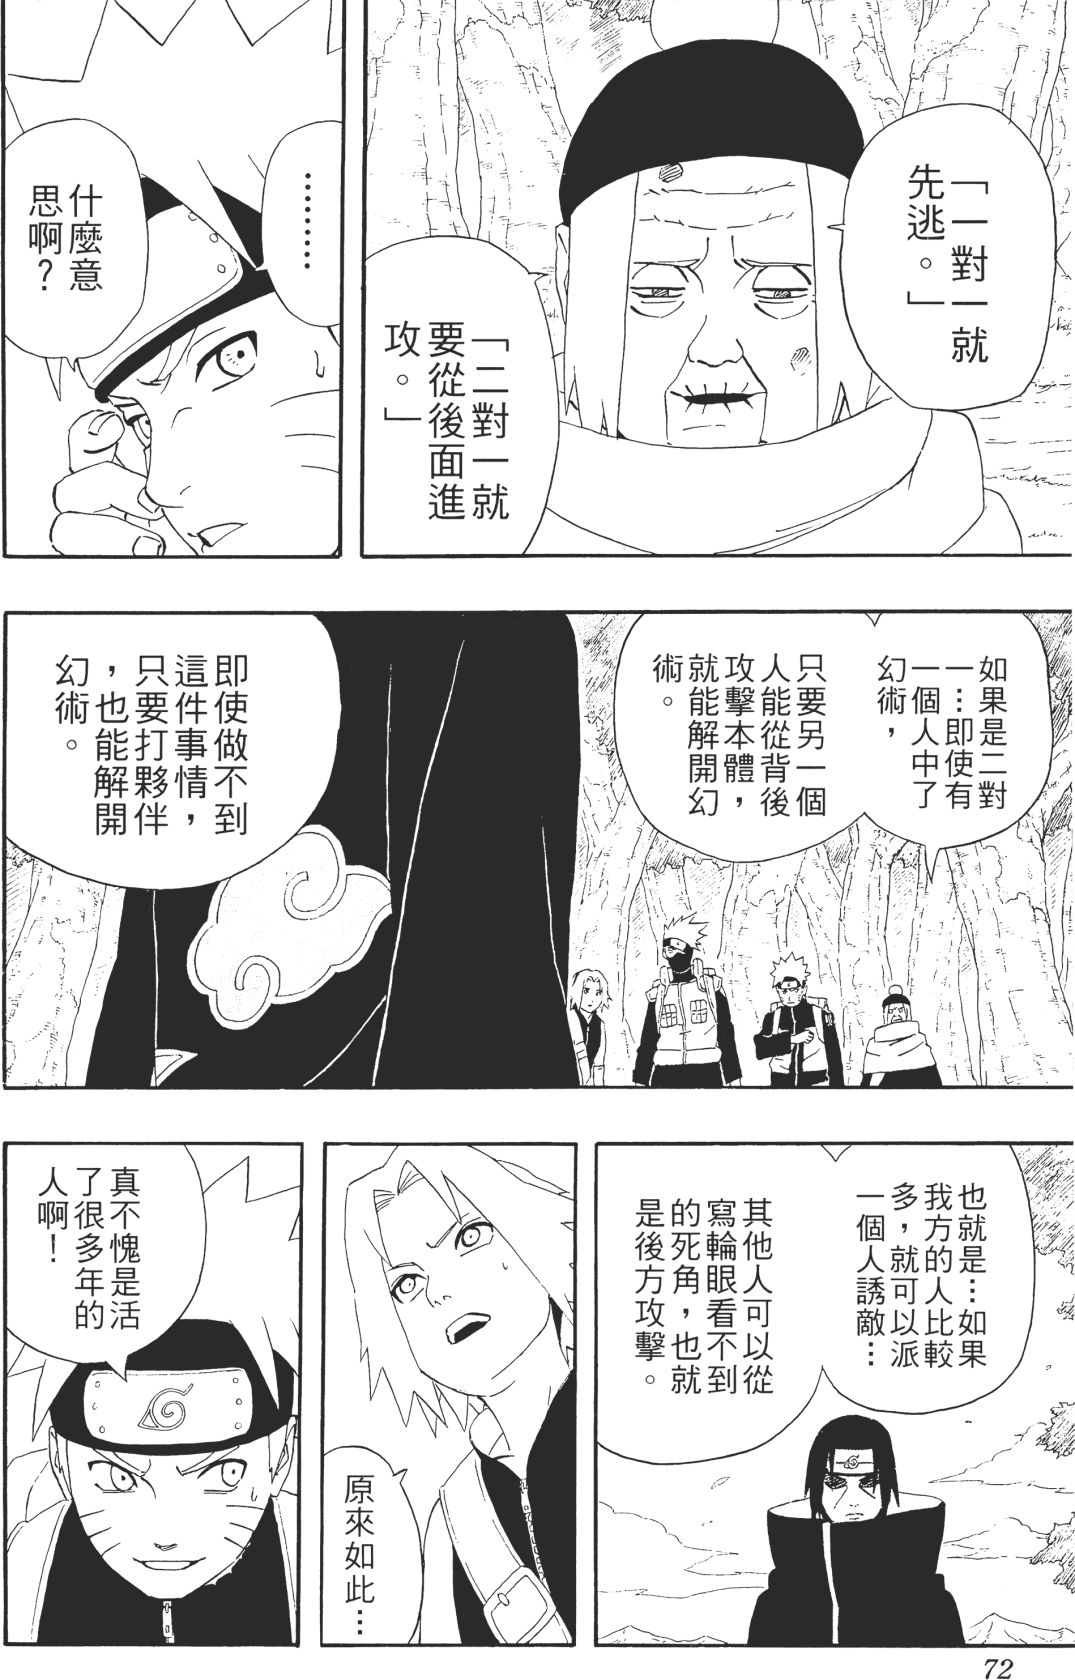 「一對一就
先逃。」
「二對一就
要從後面進
攻。」
………
什麼意
思啊？
如果是二對
一…即使有
一個人中了
幻術，
只要另一個
人能從背後
攻擊本體，
就能解開幻
術。
即使做不到
這件事情，
只要打夥伴
，也能解開
幻術。
也就是…如果
我方的人比較
多，就可以派
一個人誘敵…
其他人可以從
寫輪眼看不到
的死角，也就
是後方攻擊。
原來如此…
真不愧是活
了很多年的
人啊！
72